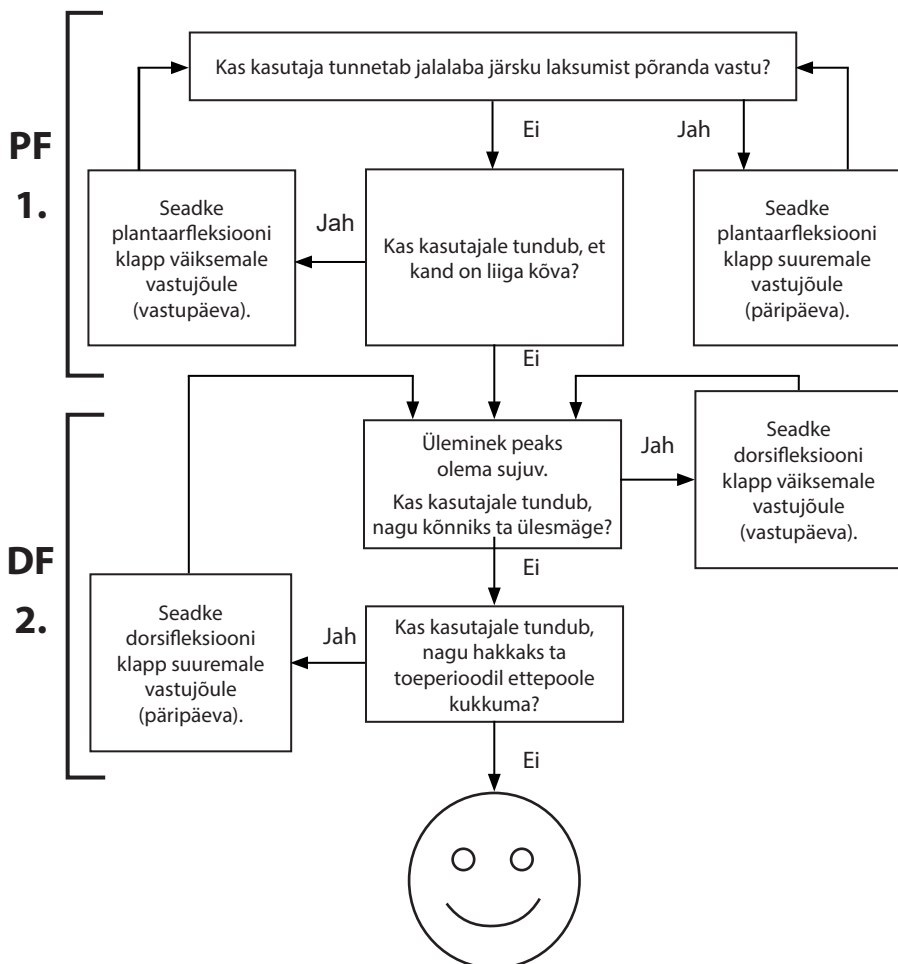 Kas kasutaja tunnetab jalalaba järsku laksumist põranda vastu?
Ei
Jah
PF
1.
Seadke
plantaarfleksiooni
klapp väiksemale
vastujõule
(vastupäeva).
Jah
Kas kasutajale tundub, et
kand on liiga kõva?
Seadke
plantaarfleksiooni
klapp suuremale
vastujõule
(päripäeva).
Ei
Üleminek peaks
olema sujuv.
Kas kasutajale tundub,
nagu kõnniks ta ülesmäge?
Jah
Seadke
dorsifleksiooni
klapp väiksemale
vastujõule
(vastupäeva).
DF
2.
Ei
Seadke
dorsifleksiooni
klapp suuremale
vastujõule
(päripäeva).
Jah
Kas kasutajale tundub,
nagu hakkaks ta
toeperioodil ettepoole
kukkuma?
Ei